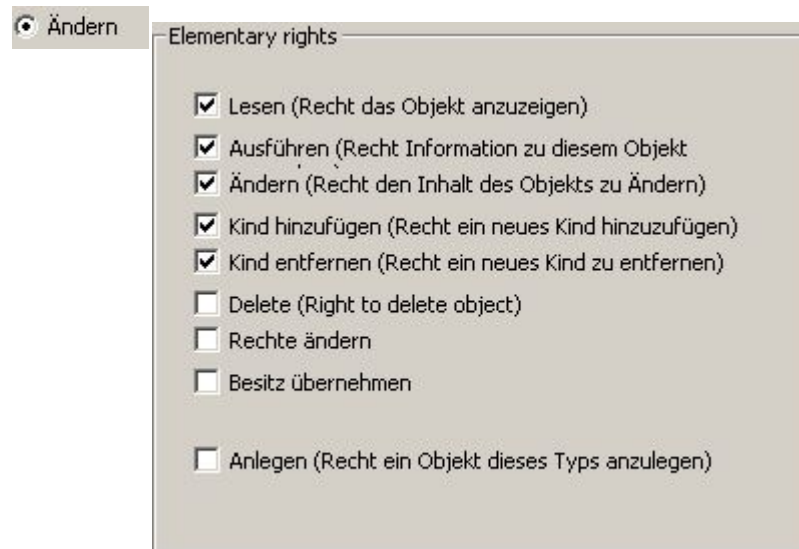 Ändern
Elementary rights
Lesen (Recht das Objekt anzuzeigen)
Ausführen (Recht Information zu diesem Objekt
Ändern (Recht den Inhalt des Objekts zu Ändern)
Kind hinzufügen (Recht ein neues Kind hinzuzufügen)
Kind entfernen (Recht ein neues Kind zu entfernen)
Delete (Right to delete object)
Rechte ändern
Besitz übernehmen
Anlegen (Recht ein Objekt dieses Typs anzulegen)